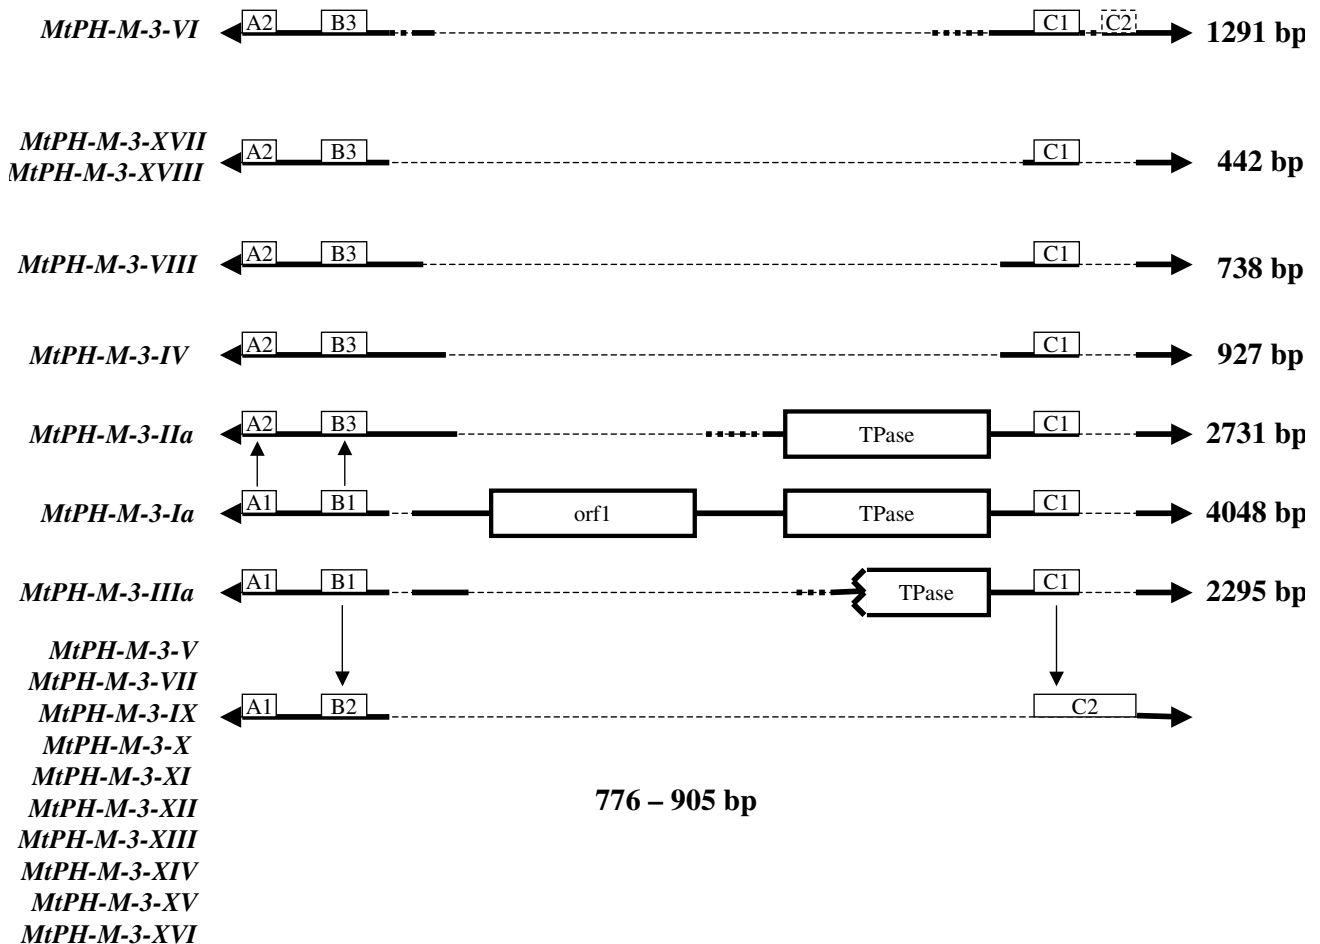 MtPH-M-3-VI A2 B3 C1 C2 1291 bp
MtPH-M-3-XVII
MtPH-M-3-XVIII A2 B3 C1 442 bp
MtPH-M-3-VIII A2 B3 C1 738 bp
MtPH-M-3-IV A2 B3 C1 927 bp
MtPH-M-3-IIa A2 B3 TPase C1 2731 bp
MtPH-M-3-Ia A1 B1 orf1 TPase C1 4048 bp
MtPH-M-3-IIIa A1 B1 TPase C1 2295 bp
MtPH-M-3-V
MtPH-M-3-VII
MtPH-M-3-IX A1 B2 C2
MtPH-M-3-X
MtPH-M-3-XI
776 – 905 bp
MtPH-M-3-XII
MtPH-M-3-XIII
MtPH-M-3-XIV
MtPH-M-3-XV
MtPH-M-3-XVI